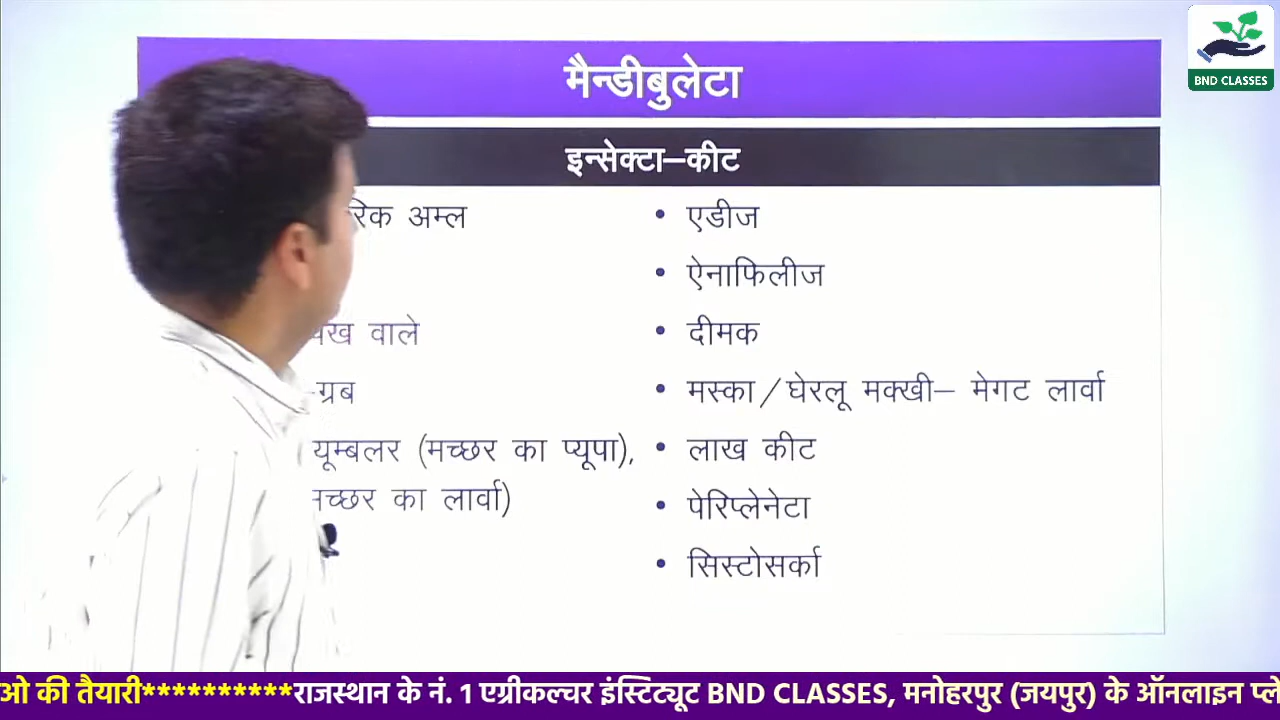 BND CLASSES
मैन्डीबुलेटा
इन्सेक्टा–कीट
रिक अम्ल
वाले
-ग्रब
यूम्बलर (मच्छर का प्यूपा),
मच्छर का लार्वा)
• एडीज
• ऐनाफिलीज
• दीमक
• मस्का/घेरलू मक्खी– मेगट लार्वा
• लाख कीट
• पेरिप्लेनेटा
• सिस्टोसर्का
ओ की तैयारी**********राजस्थान के नं. 1 एग्रीकल्चर इंस्टिट्यूट BND CLASSES, मनोहरपुर (जयपुर) के ऑनलाइन प्ले